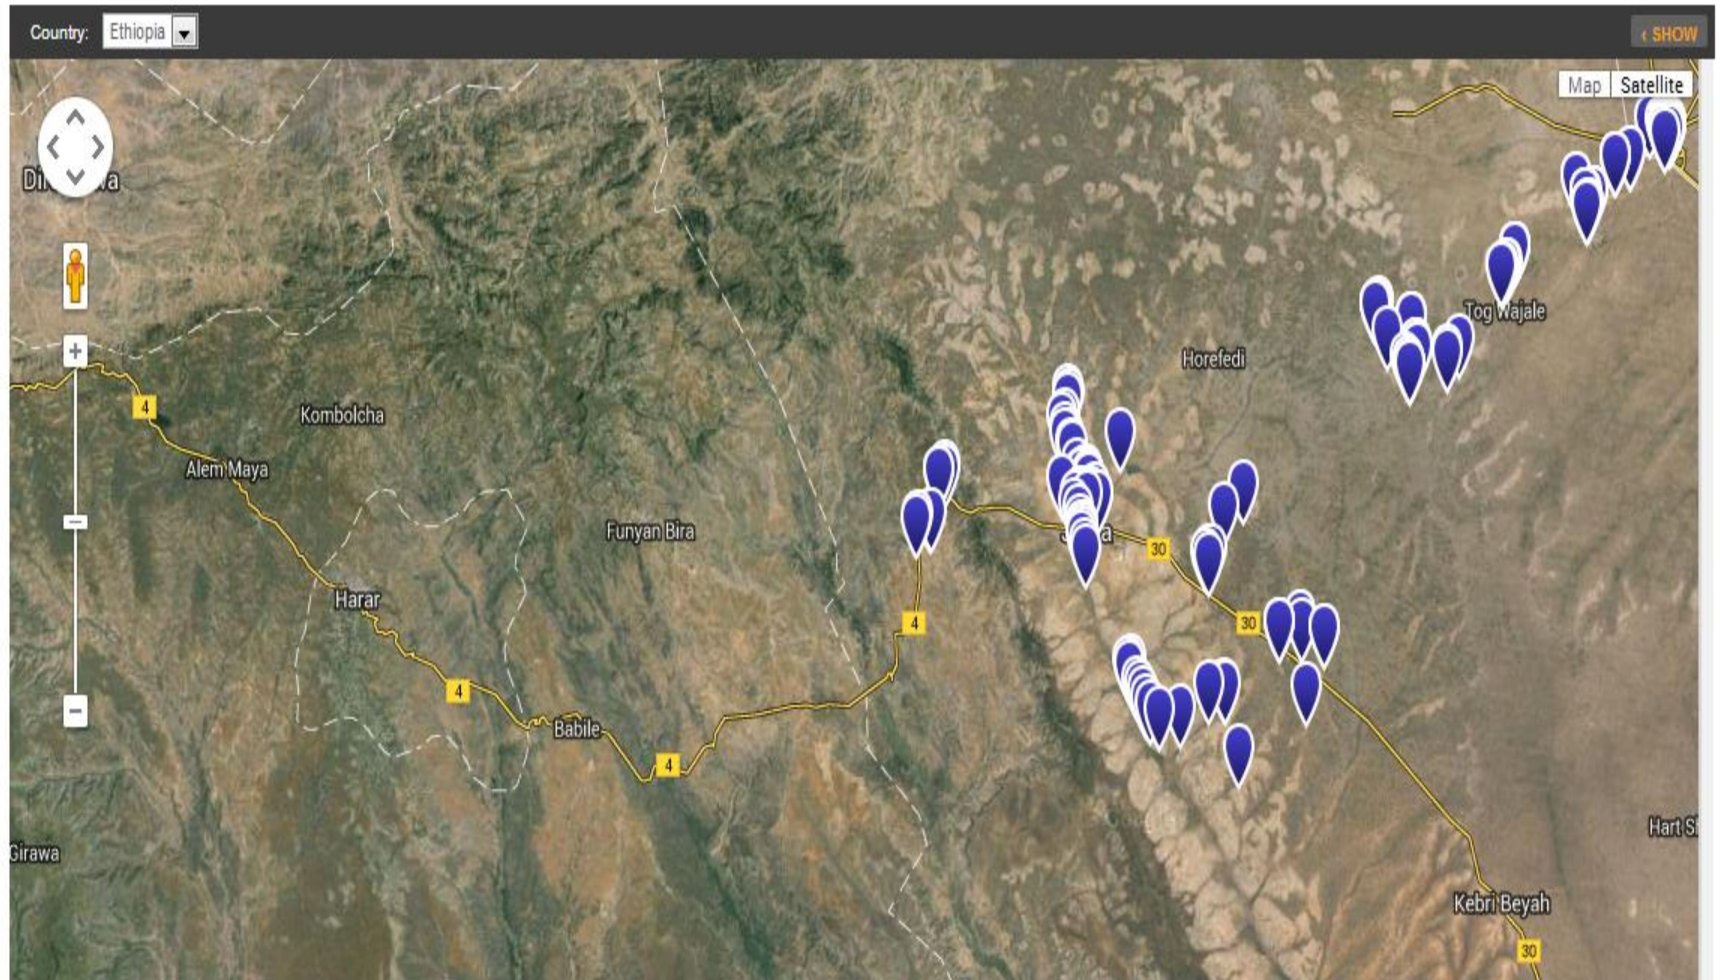 Country: Ethiopia
‹ SHOW
Map Satellite
Tog Wajale
Horefedi
4
Kombolcha
Alem Maya
Funyan Bira
30
Harar
4
30
4
Babile
4
Hart S
Girawa
Kebri Beyah
30